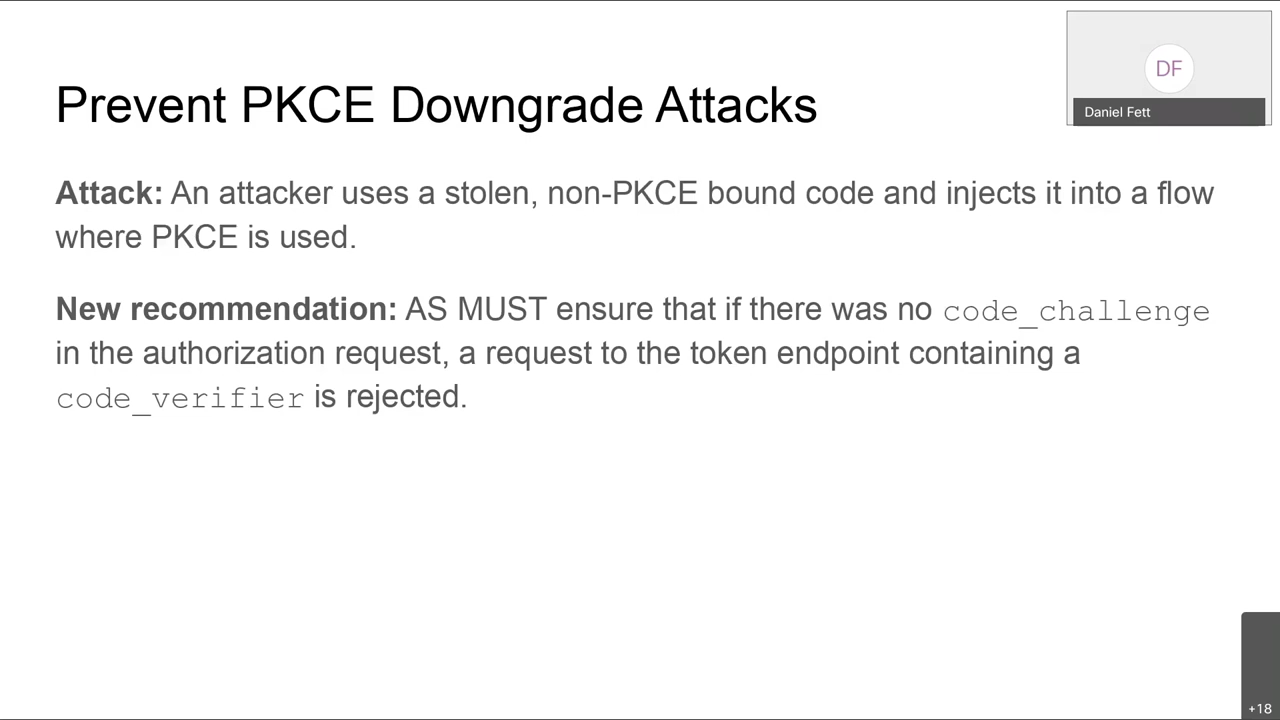 DF
Daniel Fett
Prevent PKCE Downgrade Attacks
Attack: An attacker uses a stolen, non-PKCE bound code and injects it into a flow
where PKCE is used.
New recommendation: AS MUST ensure that if there was no code_challenge
in the authorization request, a request to the token endpoint containing a
code_verifier is rejected.
+18